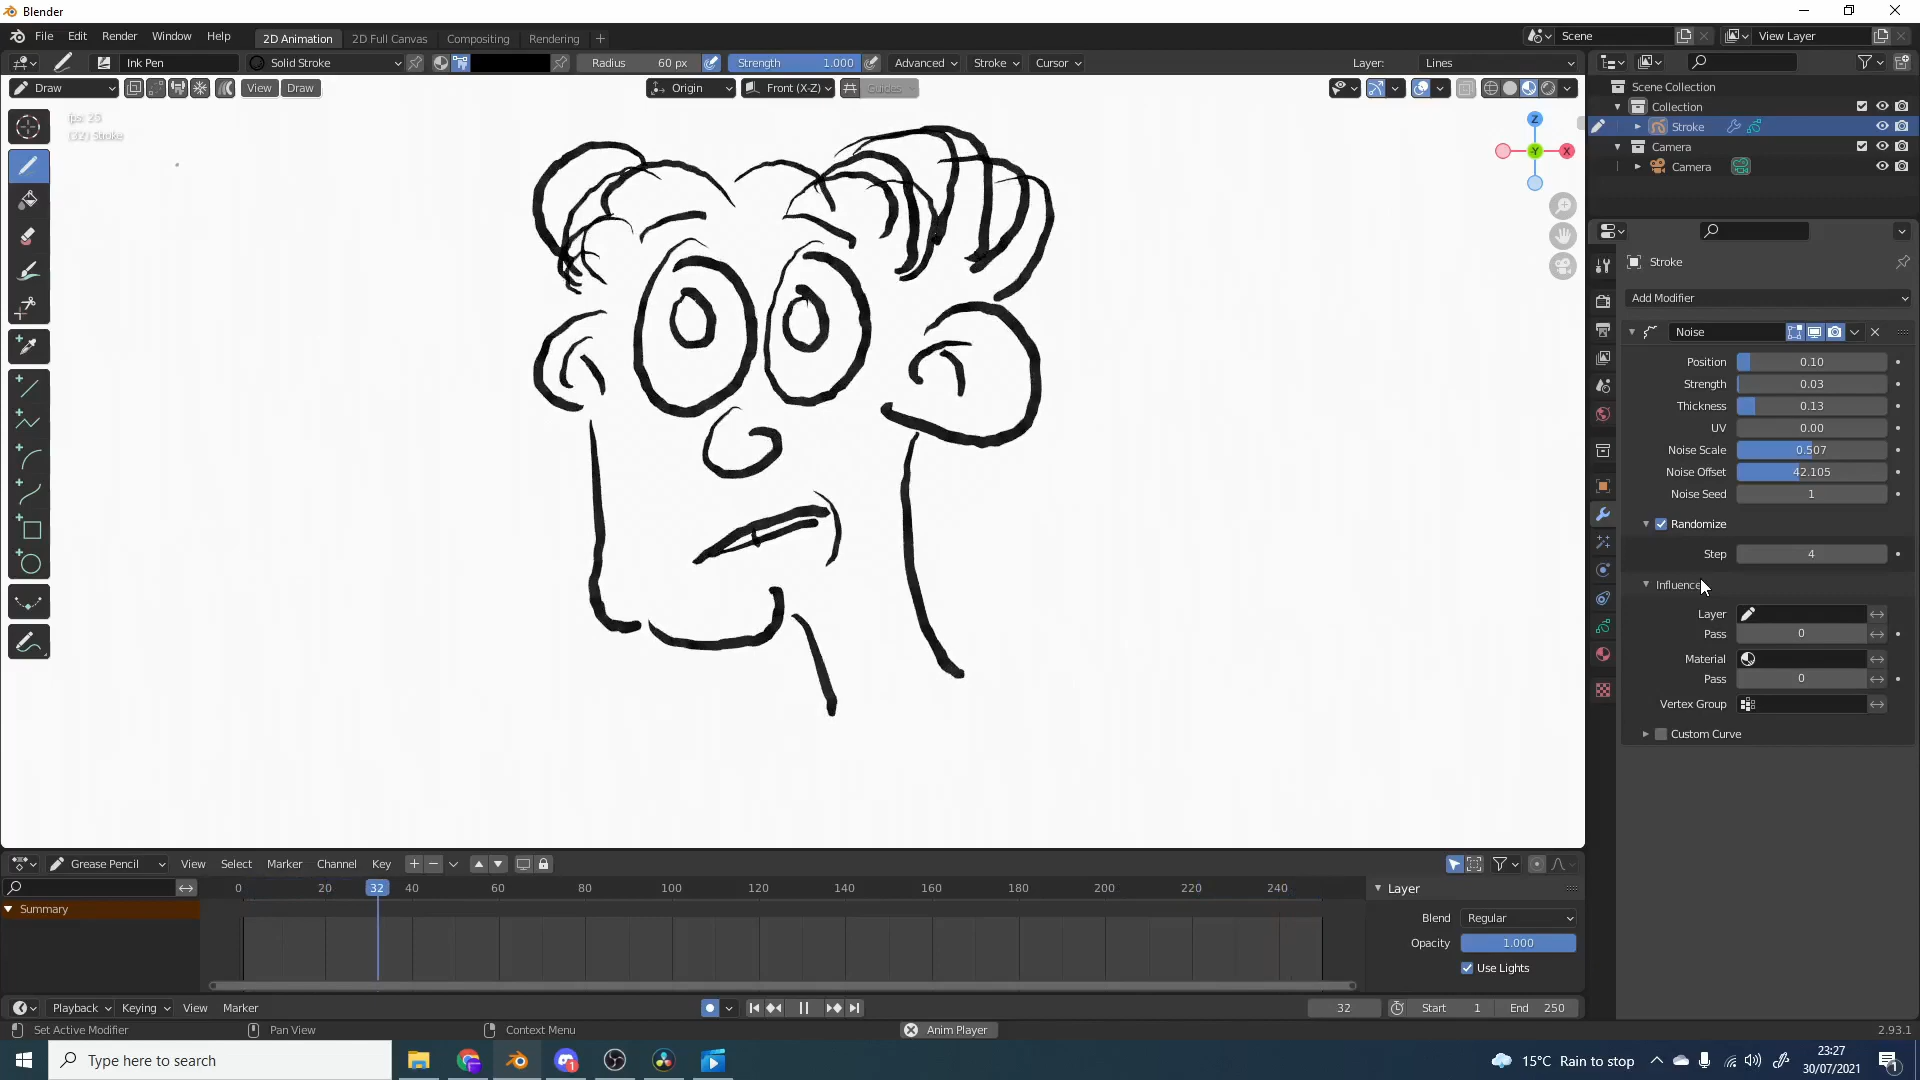 Blender
File Edit Render Window Help 2D Animation 2D Full Canvas Compositing Rendering + Scene View Layer
Ink Pen Solid Stroke Radius 60 px Strength 1.000 Advanced Stroke Cursor Layer: Lines
Draw View Draw Origin Front (X-Z) Guides
fps: 25
(32) Stroke
Z
Y
X
Scene Collection
Collection
Stroke
Camera
Camera
Stroke
Add Modifier
Noise
Position 0.10
Strength 0.03
Thickness 0.13
UV 0.00
Noise Scale 0.507
Noise Offset 42.105
Noise Seed 1
Randomize
Step 4
Influence
Layer
Pass 0
Material
Pass 0
Vertex Group
Custom Curve
Grease Pencil View Select Marker Channel Key
0 20 32 40 60 80 100 120 140 160 180 200 220 240
Summary
Layer
Blend Regular
Opacity 1.000
Use Lights
Playback Keying View Marker 32 Start 1 End 250
Set Active Modifier Pan View Context Menu Anim Player 2.93.1
Type here to search 15°C Rain to stop 23:27
30/07/2021
1
1